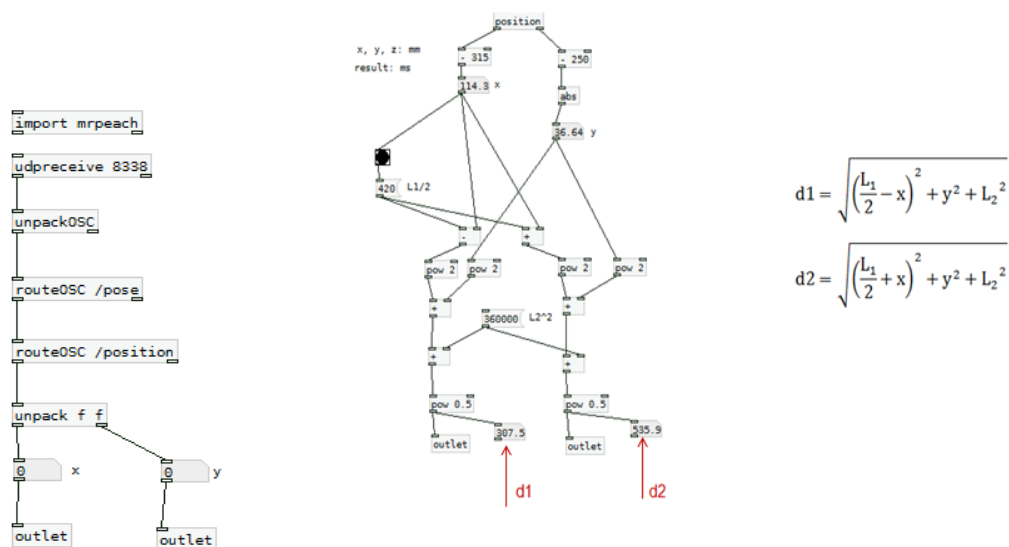 import mrpeach
udpreceive 8338
unpackOSC
routeOSC /pose
routeOSC /position
unpack f f
0 x
0 y
outlet
outlet
position
x, y, z: mm
result: ms
- 315
- 250
114.3 x
abs
36.64 y
420 L1/2
-
+
pow 2
pow 2
pow 2
pow 2
+
+
360000 L2^2
+
+
pow 0.5
pow 0.5
307.5
535.9
outlet
outlet
d1
d2
d1 = √((L₁/2 − x)² + y² + L₂²)
d2 = √((L₁/2 + x)² + y² + L₂²)